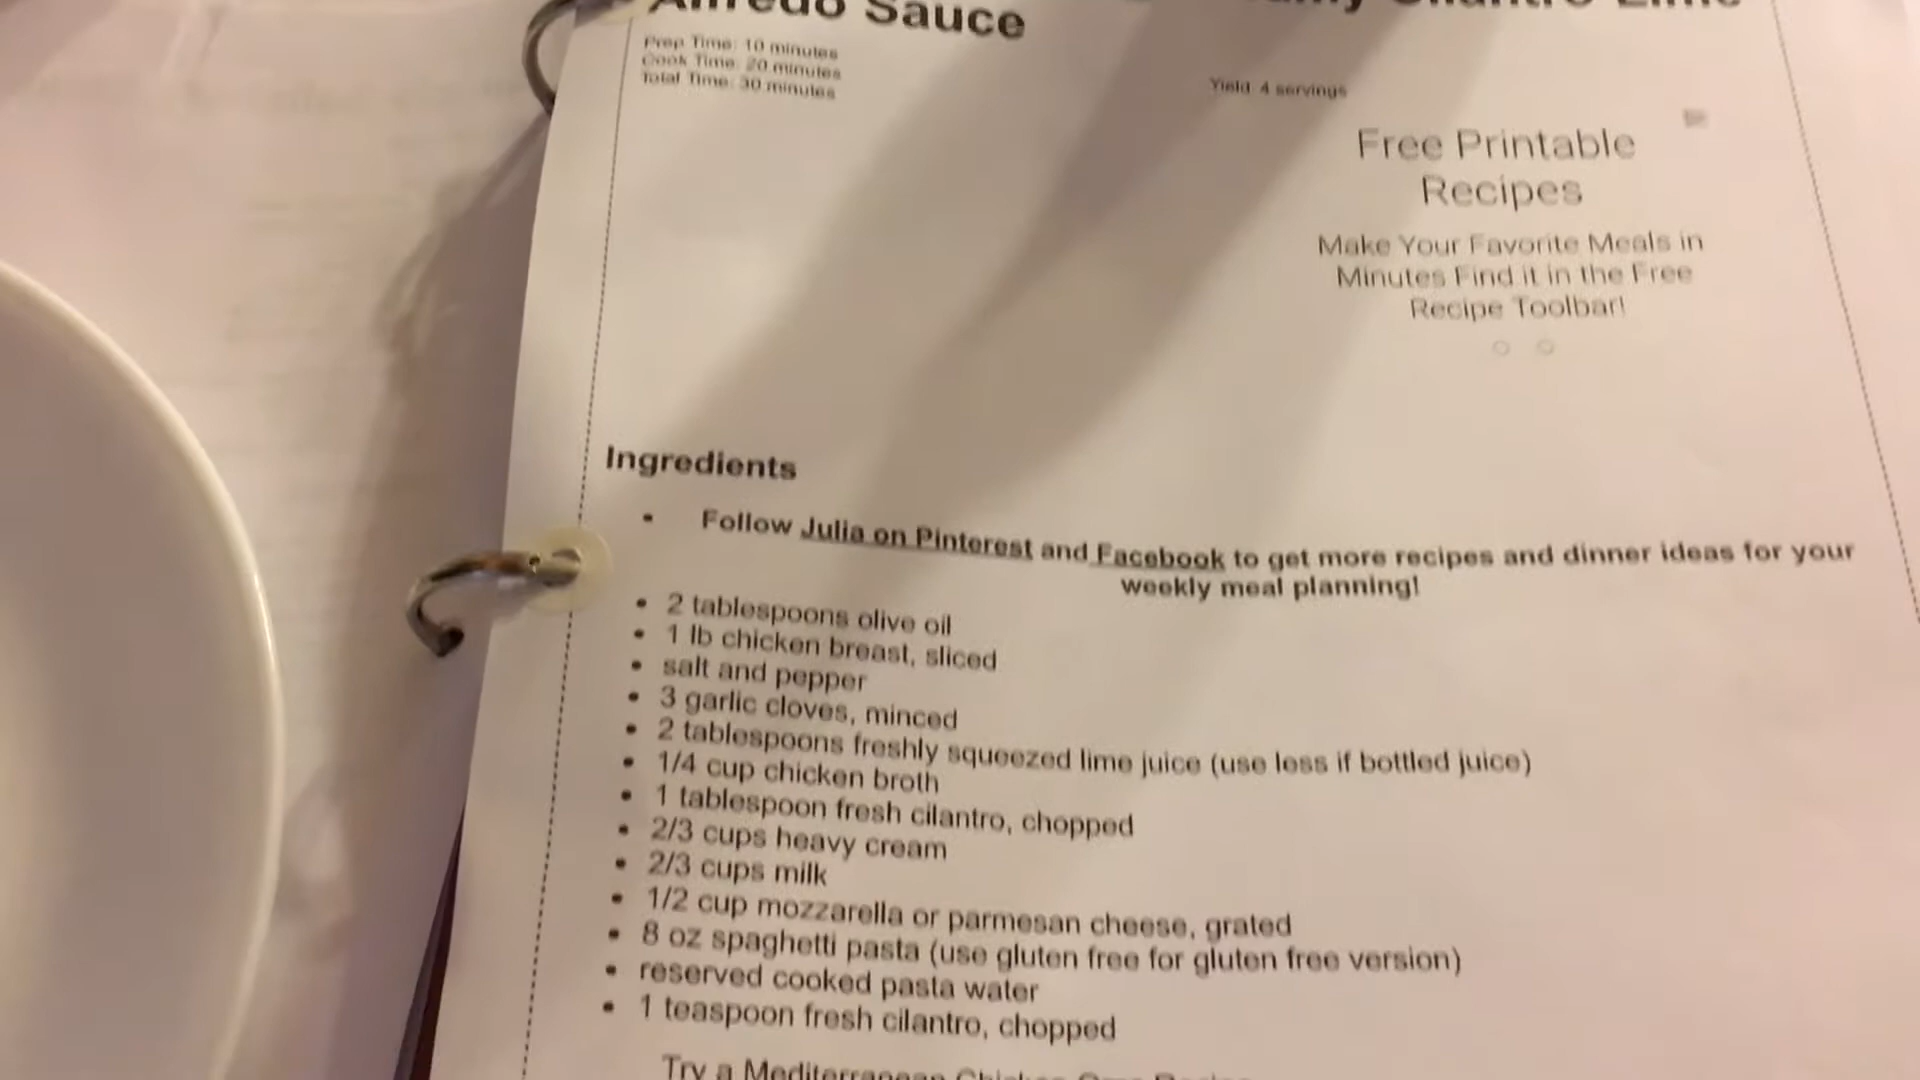 Alfredo Sauce
Cilantro Lime
Prep Time: 10 minutes
Cook Time: 20 minutes
Total Time: 30 minutes
Yield 4 servings
Free Printable
Recipes
Make Your Favorite Meals in
Minutes Find it in the Free
Recipe Toolbar!
Ingredients
• Follow Julia on Pinterest and Facebook to get more recipes and dinner ideas for your
weekly meal planning!
• 2 tablespoons olive oil
• 1 lb chicken breast, sliced
• salt and pepper
• 3 garlic cloves, minced
• 2 tablespoons freshly squeezed lime juice (use less if bottled juice)
• 1/4 cup chicken broth
• 1 tablespoon fresh cilantro, chopped
• 2/3 cups heavy cream
• 2/3 cups milk
• 1/2 cup mozzarella or parmesan cheese, grated
• 8 oz spaghetti pasta (use gluten free for gluten free version)
• reserved cooked pasta water
• 1 teaspoon fresh cilantro, chopped
Try a Mediterranean Chicken